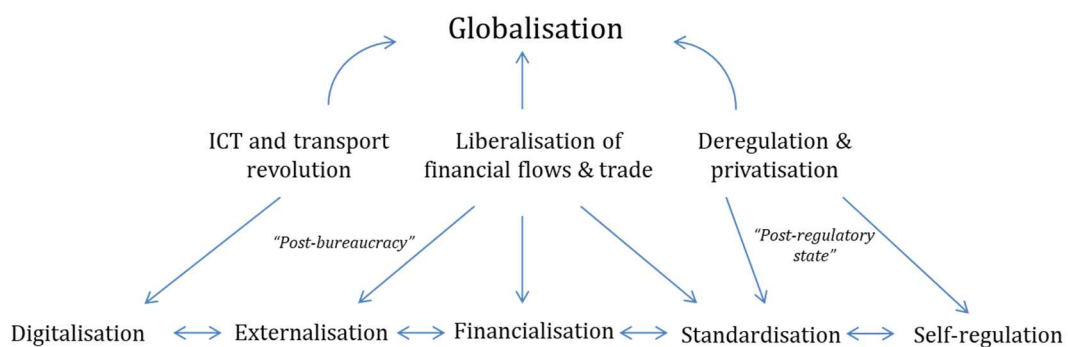 Globalisation
ICT and transport
revolution
Liberalisation of
financial flows & trade
Deregulation &
privatisation
“Post-bureaucracy”
“Post-regulatory
state”
Digitalisation
Externalisation
Financialisation
Standardisation
Self-regulation